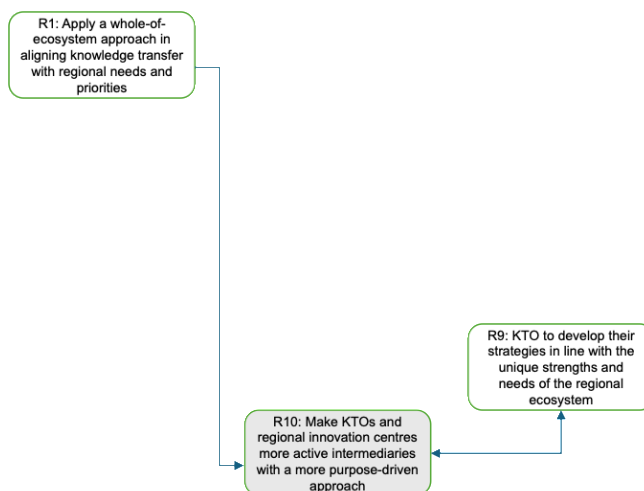 R1: Apply a whole-of-
ecosystem approach in
aligning knowledge transfer
with regional needs and
priorities
R9: KTO to develop their
strategies in line with the
unique strengths and
needs of the regional
ecosystem
R10: Make KTOs and
regional innovation centres
more active intermediaries
with a more purpose-driven
approach